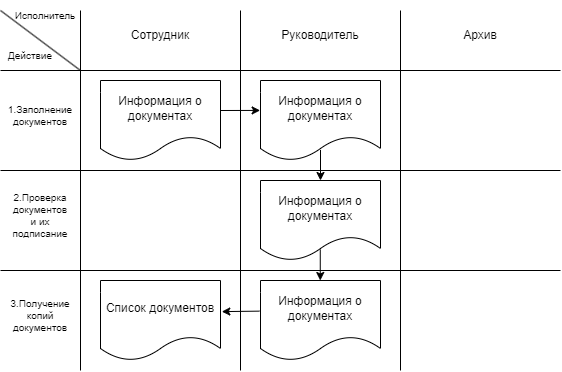 Исполнитель
Действие
Сотрудник
Руководитель
Архив
1.Заполнение
документов
Информация о
документах
Информация о
документах
2.Проверка
документов
и их
подписание
Информация о
документах
3.Получение
копий
документов
Список документов
Информация о
документах